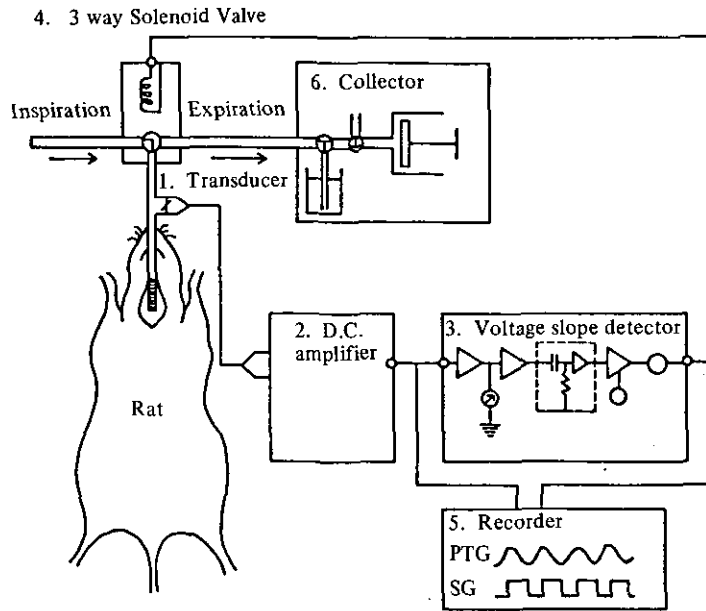 4. 3 way Solenoid Valve
6. Collector
Inspiration
Expiration
1. Transducer
2. D.C.
amplifier
3. Voltage slope detector
Rat
5. Recorder
PTG
SG